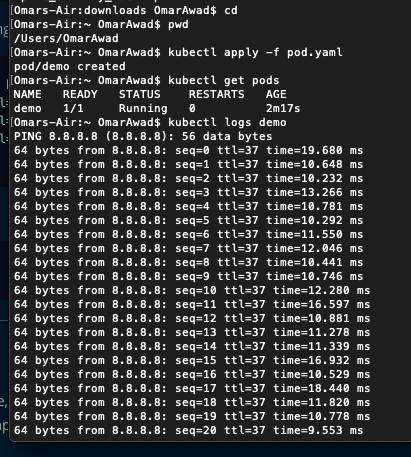 [Omars-Air:downloads OmarAwad$ cd
[Omars-Air:~ OmarAwad$ pwd
/Users/OmarAwad
[Omars-Air:~ OmarAwad$ kubectl apply -f pod.yaml
pod/demo created
[Omars-Air:~ OmarAwad$ kubectl get pods
NAME READY STATUS RESTARTS AGE
demo 1/1 Running 0 2m17s
[Omars-Air:~ OmarAwad$ kubectl logs demo
PING 8.8.8.8 (8.8.8.8): 56 data bytes
64 bytes from 8.8.8.8: seq=0 ttl=37 time=19.680 ms
64 bytes from 8.8.8.8: seq=1 ttl=37 time=10.648 ms
64 bytes from 8.8.8.8: seq=2 ttl=37 time=10.232 ms
64 bytes from 8.8.8.8: seq=3 ttl=37 time=13.266 ms
64 bytes from 8.8.8.8: seq=4 ttl=37 time=10.781 ms
64 bytes from 8.8.8.8: seq=5 ttl=37 time=10.292 ms
64 bytes from 8.8.8.8: seq=6 ttl=37 time=11.550 ms
64 bytes from 8.8.8.8: seq=7 ttl=37 time=12.046 ms
64 bytes from 8.8.8.8: seq=8 ttl=37 time=10.441 ms
64 bytes from 8.8.8.8: seq=9 ttl=37 time=10.746 ms
64 bytes from 8.8.8.8: seq=10 ttl=37 time=12.280 ms
64 bytes from 8.8.8.8: seq=11 ttl=37 time=16.597 ms
64 bytes from 8.8.8.8: seq=12 ttl=37 time=10.881 ms
64 bytes from 8.8.8.8: seq=13 ttl=37 time=11.278 ms
64 bytes from 8.8.8.8: seq=14 ttl=37 time=11.339 ms
64 bytes from 8.8.8.8: seq=15 ttl=37 time=16.932 ms
64 bytes from 8.8.8.8: seq=16 ttl=37 time=10.529 ms
64 bytes from 8.8.8.8: seq=17 ttl=37 time=18.440 ms
64 bytes from 8.8.8.8: seq=18 ttl=37 time=11.820 ms
64 bytes from 8.8.8.8: seq=19 ttl=37 time=10.778 ms
64 bytes from 8.8.8.8: seq=20 ttl=37 time=9.553 ms